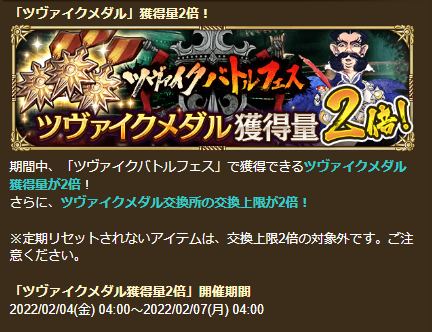 「ツヴァイクメダル」獲得量2倍！
ツヴァイクバトルフェス
ツヴァイクメダル獲得量2倍!
期間中、「ツヴァイクバトルフェス」で獲得できるツヴァイクメダル
獲得量が2倍！
さらに、ツヴァイクメダル交換所の交換上限が2倍！
※定期リセットされないアイテムは、交換上限2倍の対象外です。ご注
意ください。
「ツヴァイクメダル獲得量2倍」開催期間
2022/02/04(金) 04:00～2022/02/07(月) 04:00